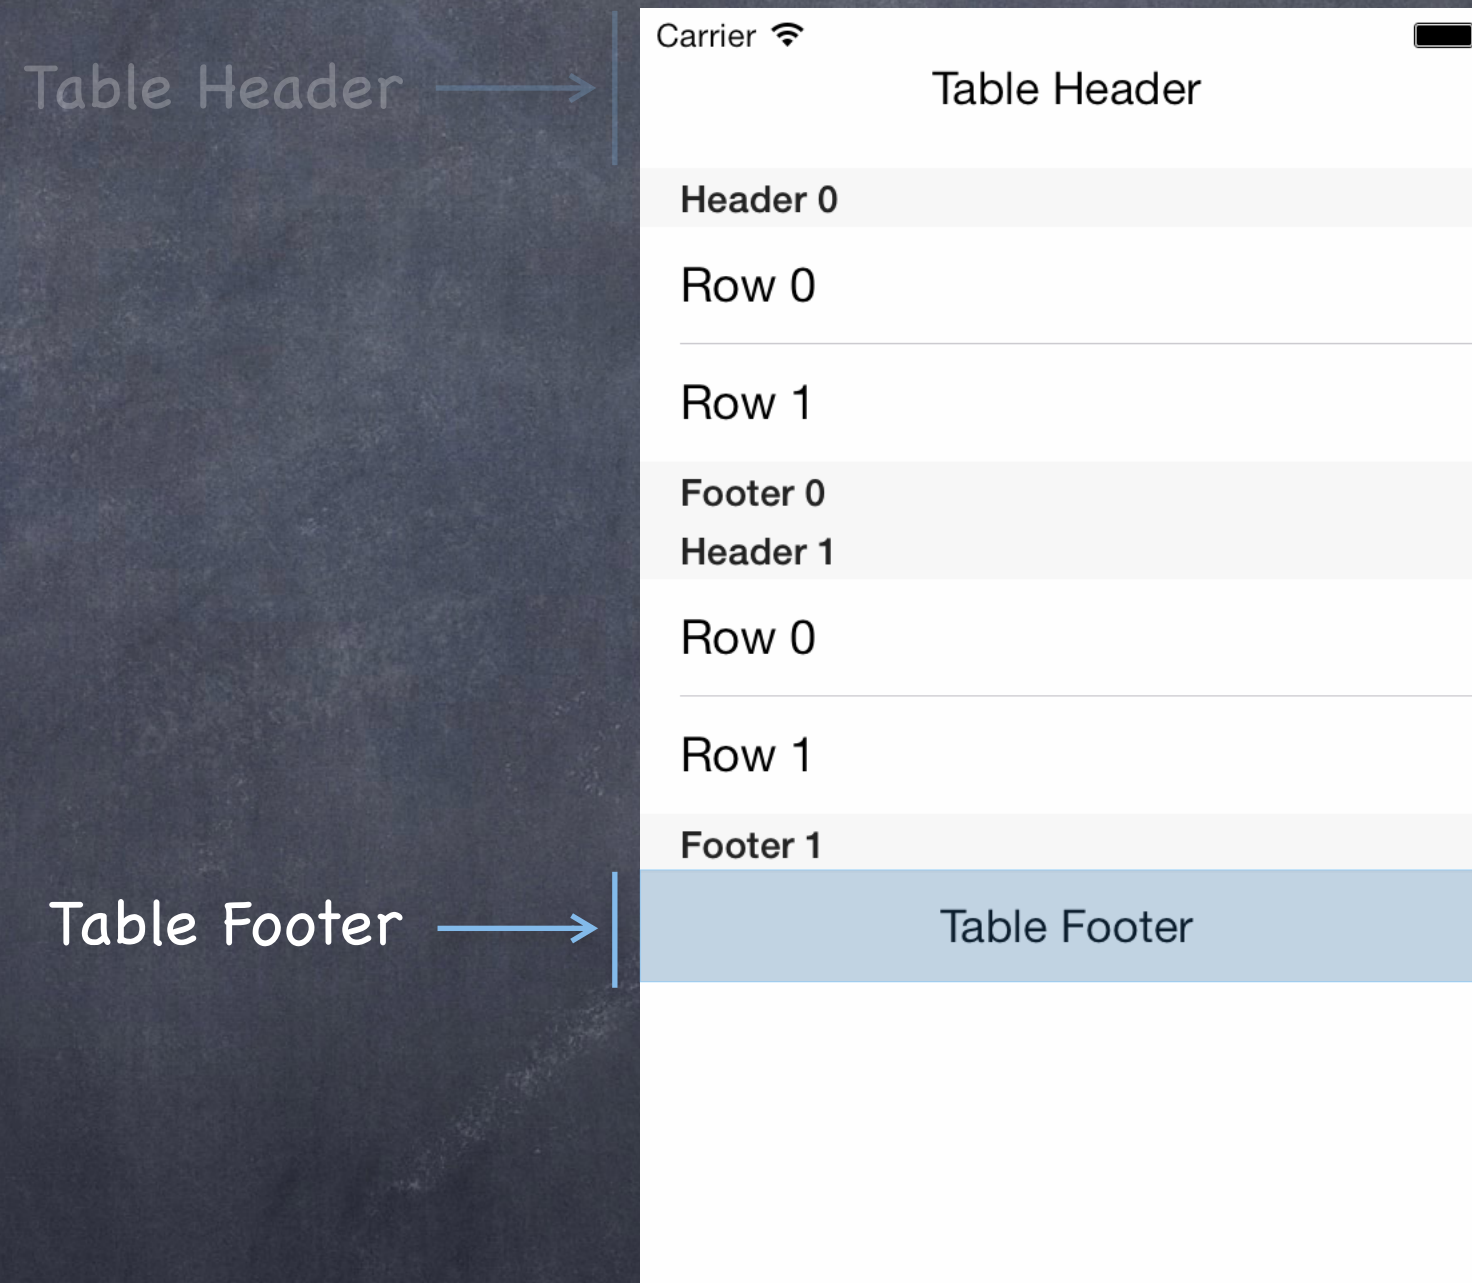 Carrier
Table Header
Table Header
Header 0
Row 0
Row 1
Footer 0
Header 1
Row 0
Row 1
Footer 1
Table Footer
Table Footer